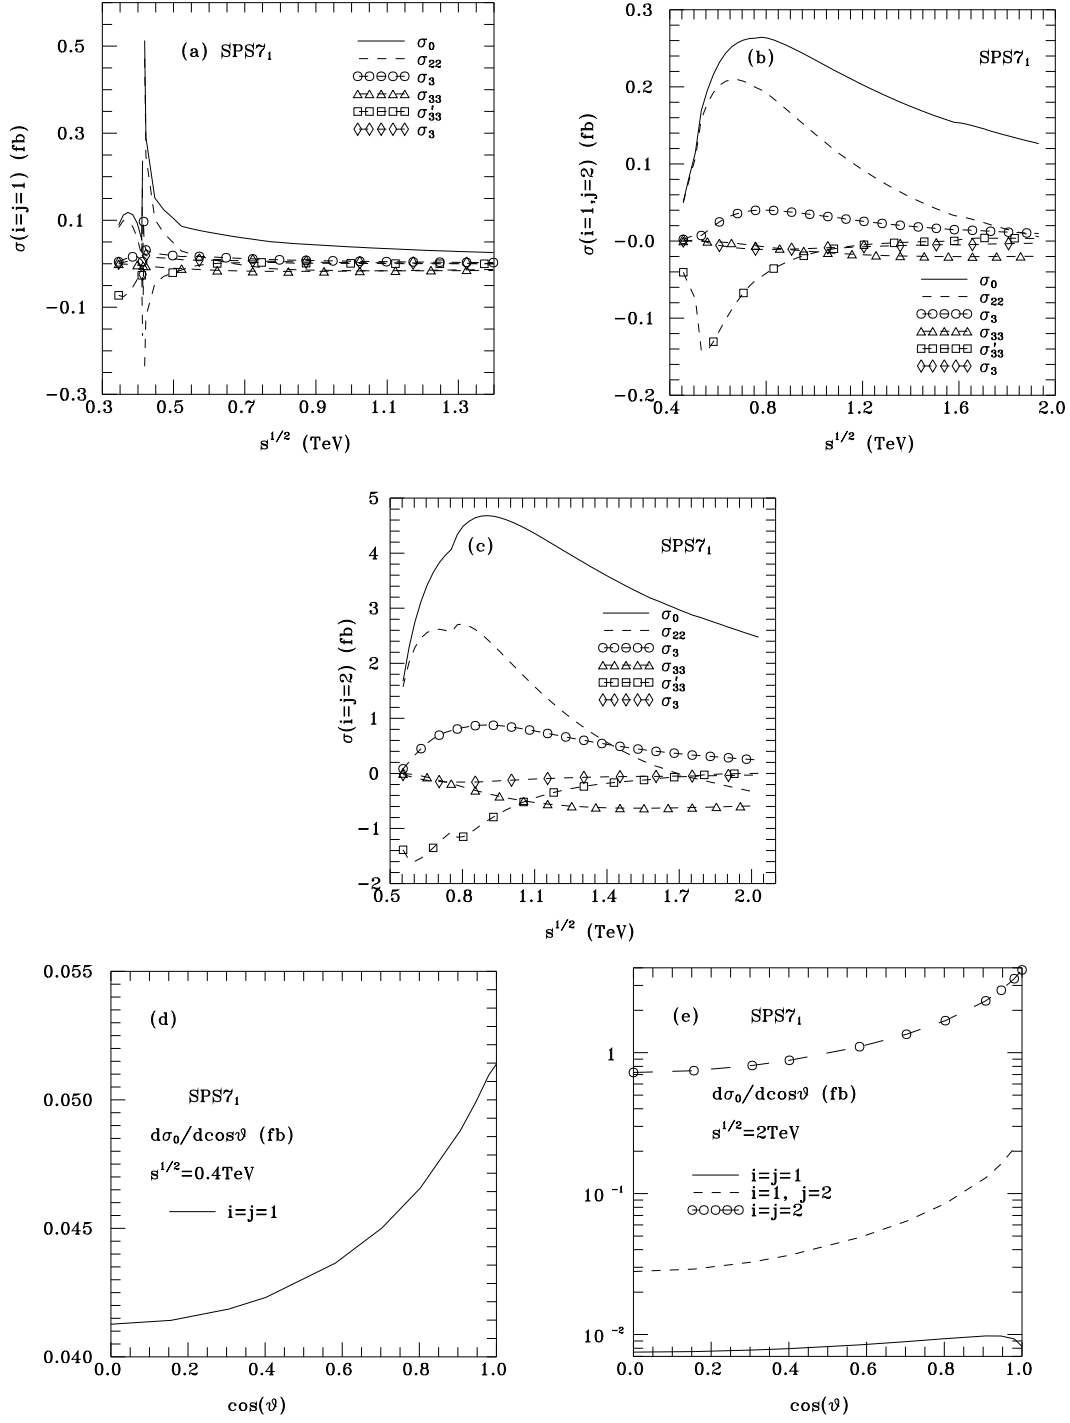 (a) SPS7₁
σ₀
σ₂₂
σ₃
σ₃₃
σ'₃₃
σ₃
0.5
0.3
0.1
-0.1
-0.3
σ(i=j=1) (fb)
0.3 0.5 0.7 0.9 1.1 1.3
s^1/2 (TeV)
(b) SPS7₁
0.3
0.2
0.1
-0.0
-0.1
-0.2
σ(i=1,j=2) (fb)
σ₀
σ₂₂
σ₃
σ₃₃
σ'₃₃
σ₃
0.4 0.8 1.2 1.6 2.0
s^1/2 (TeV)
(c) SPS7₁
5
4
3
2
1
0
-1
-2
σ(i=j=2) (fb)
σ₀
σ₂₂
σ₃
σ₃₃
σ'₃₃
σ₃
0.5 0.8 1.1 1.4 1.7 2.0
s^1/2 (TeV)
0.055
0.050
0.045
0.040
(d)
SPS7₁
dσ₀/dcosϑ (fb)
s^1/2=0.4TeV
i=j=1
0.0 0.2 0.4 0.6 0.8 1.0
cos(ϑ)
(e) SPS7₁
1
10⁻¹
10⁻²
dσ₀/dcosϑ (fb)
s^1/2=2TeV
i=j=1
i=1, j=2
i=j=2
0.0 0.2 0.4 0.6 0.8 1.0
cos(ϑ)